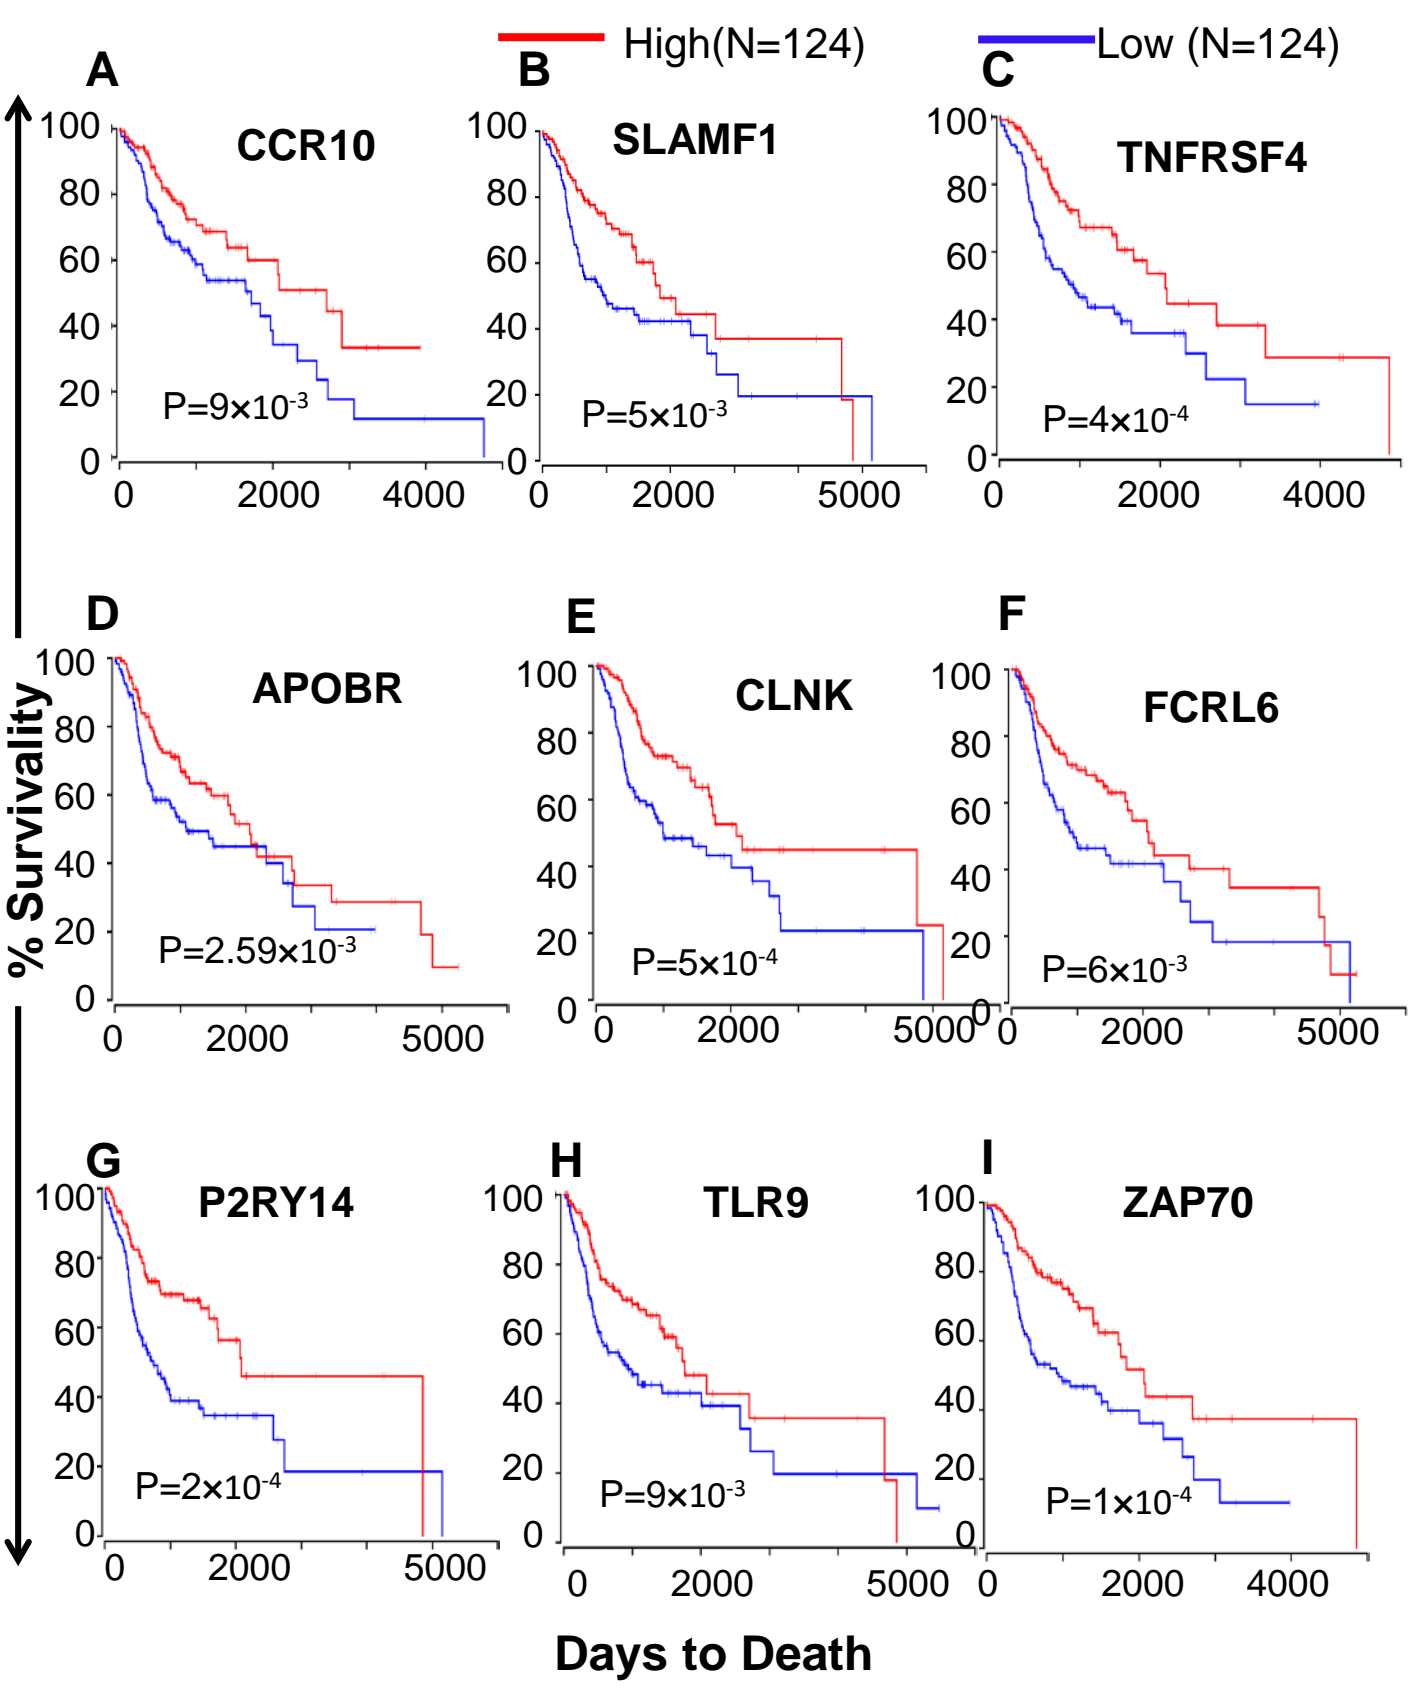 High(N=124) Low (N=124)
A B C
CCR10 SLAMF1 TNFRSF4
100 100 100
80 80 80
60 60 60
40 40 40
20 20 20
P=9×10-3 P=5×10-3 P=4×10-4
0 0 0
0 2000 4000 0 2000 5000 0 2000 4000
D E F
APOBR CLNK FCRL6
100 100 100
80 80 80
60 60 60
40 40 40
20 20 20
P=2.59×10-3 P=5×10-4 P=6×10-3
0 0 0
0 2000 5000 0 2000 5000 0 2000 5000
% Survivality
G H I
P2RY14 TLR9 ZAP70
100 100 100
80 80 80
60 60 60
40 40 40
20 20 20
P=2×10-4 P=9×10-3 P=1×10-4
0 0 0
0 2000 5000 0 2000 5000 0 2000 4000
Days to Death